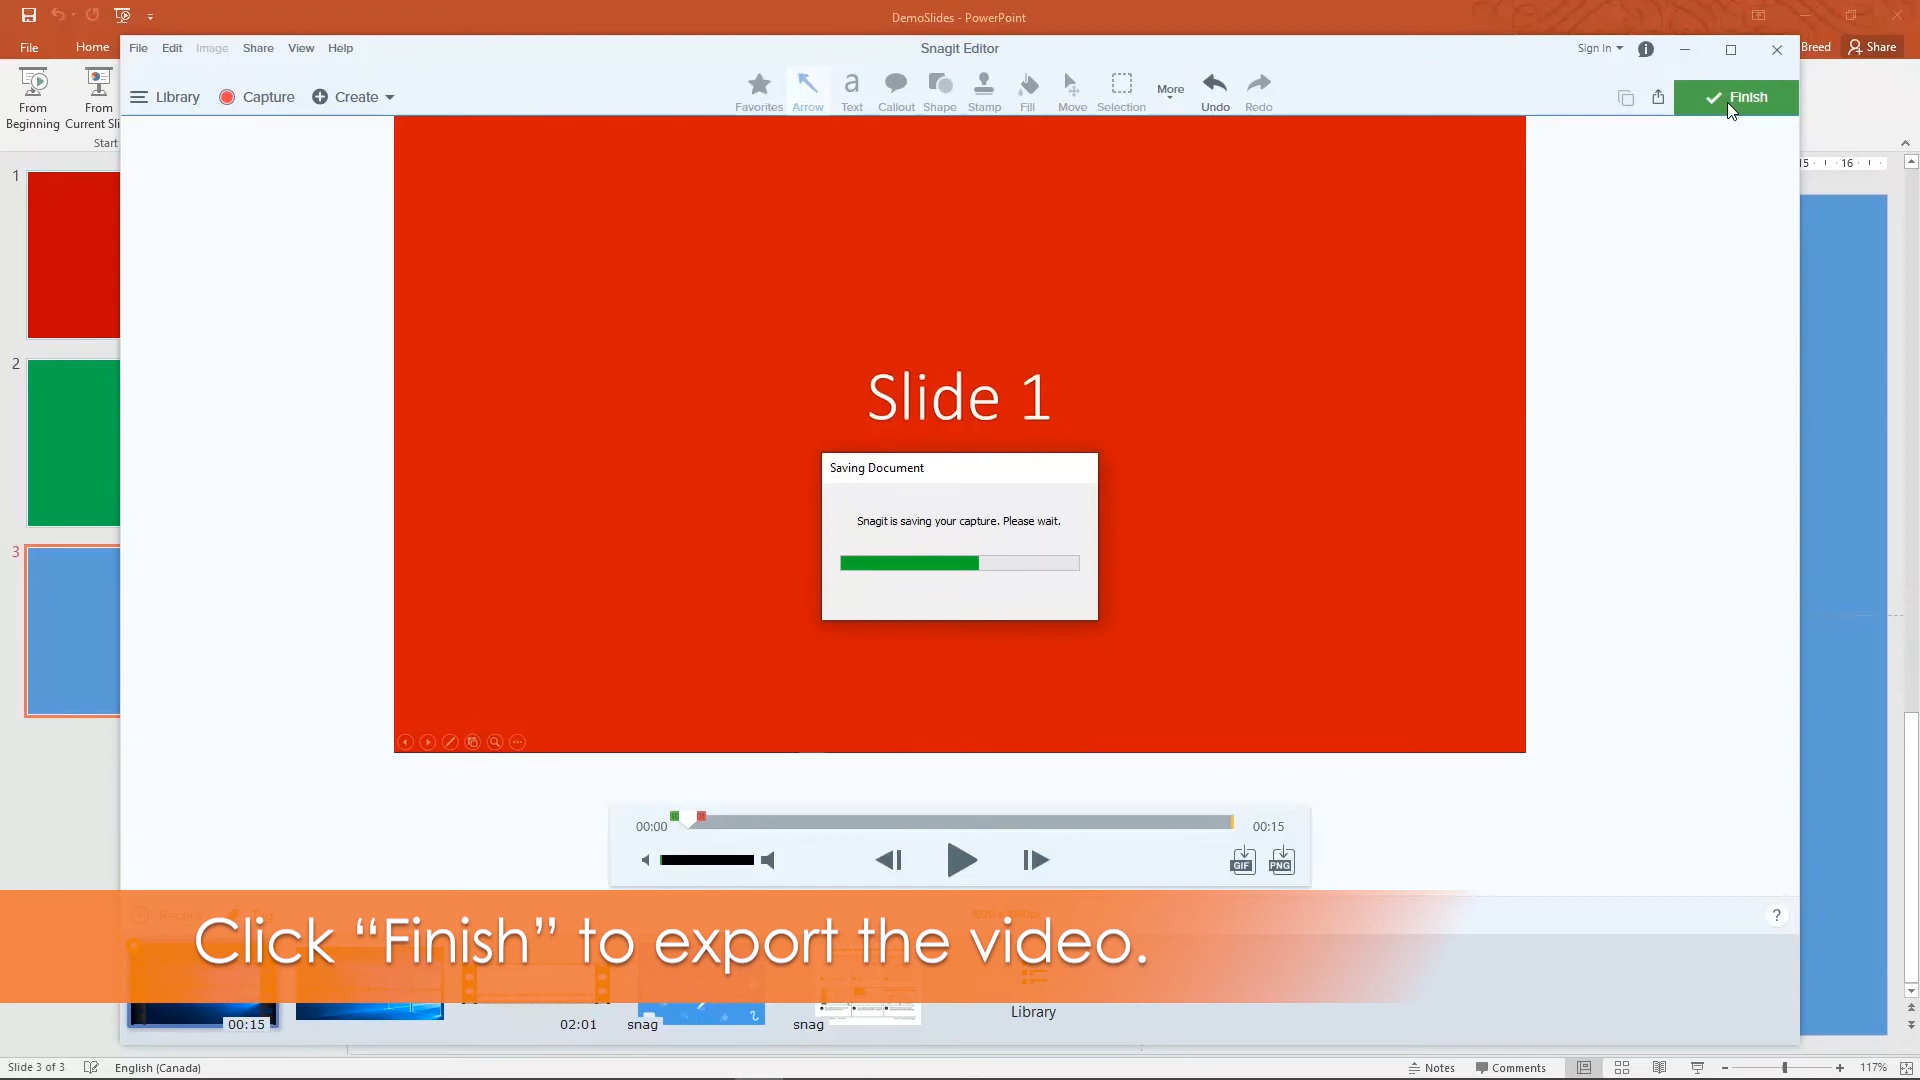 DemoSlides - PowerPoint
File
Home
Breed
Share
File Edit Image Share View Help
Snagit Editor
Sign In
Library
Capture
Create
Favorites
Arrow
a
Text
Callout
Shape
Stamp
Fill
Move
Selection
More
Undo
Redo
Finish
From
Beginning
From
Current Sli
Start
15
16
1
2
3
Slide 1
Saving Document
Snagit is saving your capture. Please wait.
00:00
00:15
GIF
PNG
?
Click “Finish” to export the video.
00:15
02:01
snag
snag
Library
Slide 3 of 3
English (Canada)
Notes
Comments
117%